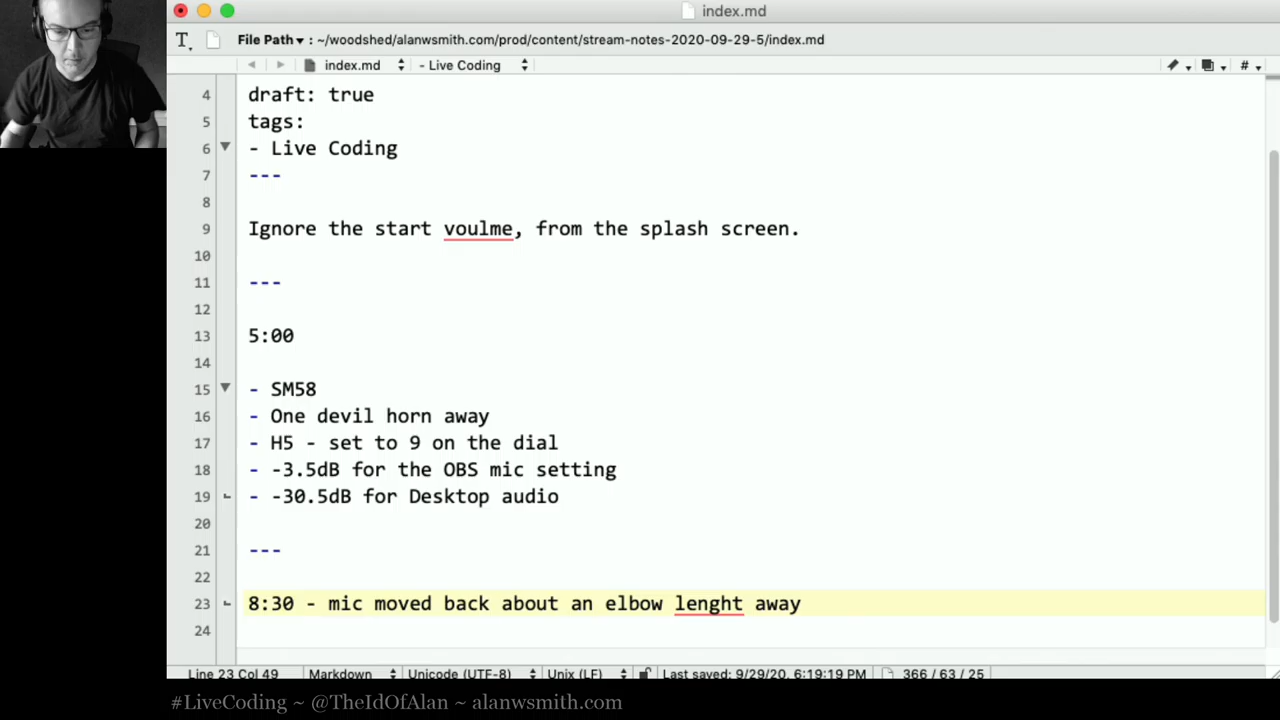 index.md
File Path : ~/woodshed/alanwsmith.com/prod/content/stream-notes-2020-09-29-5/index.md
index.md - Live Coding #
4 draft: true
5 tags:
6 - Live Coding
7 ---
8
9 Ignore the start voulme, from the splash screen.
10
11 ---
12
13 5:00
14
15 - SM58
16 - One devil horn away
17 - H5 - set to 9 on the dial
18 - -3.5dB for the OBS mic setting
19 - -30.5dB for Desktop audio
20
21 ---
22
23 8:30 - mic moved back about an elbow lenght away
24
Line 23 Col 49 Markdown Unicode (UTF-8) Unix (LF) Last saved: 9/29/20, 6:19:19 PM 366 / 63 / 25
#LiveCoding ~ @TheIdOfAlan ~ alanwsmith.com